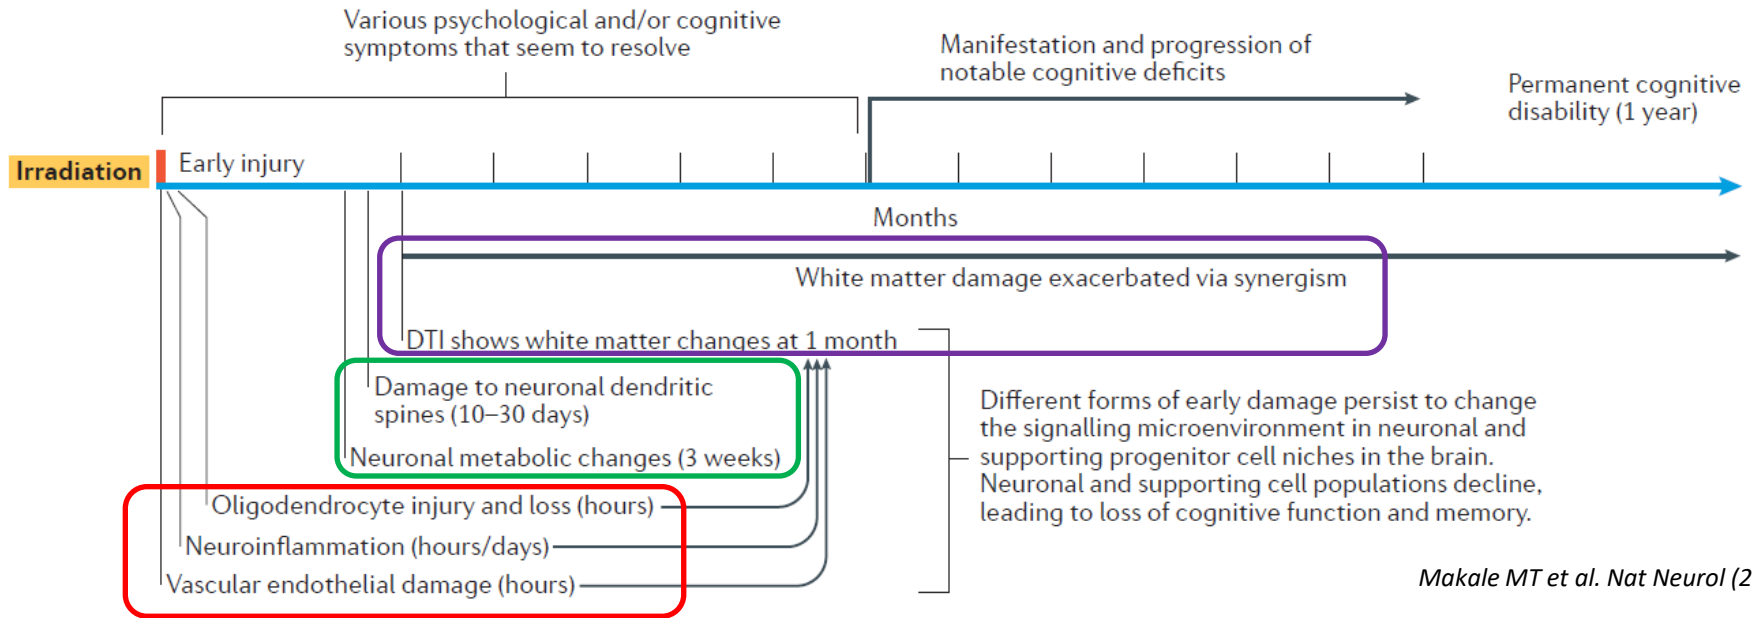 Various psychological and/or cognitive
symptoms that seem to resolve
Manifestation and progression of
notable cognitive deficits
Permanent cognitive
disability (1 year)
Irradiation
Early injury
Months
White matter damage exacerbated via synergism
DTI shows white matter changes at 1 month
Damage to neuronal dendritic
spines (10–30 days)
Neuronal metabolic changes (3 weeks)
Oligodendrocyte injury and loss (hours)
Neuroinflammation (hours/days)
Vascular endothelial damage (hours)
Different forms of early damage persist to change
the signalling microenvironment in neuronal and
supporting progenitor cell niches in the brain.
Neuronal and supporting cell populations decline,
leading to loss of cognitive function and memory.
Makale MT et al. Nat Neurol (2